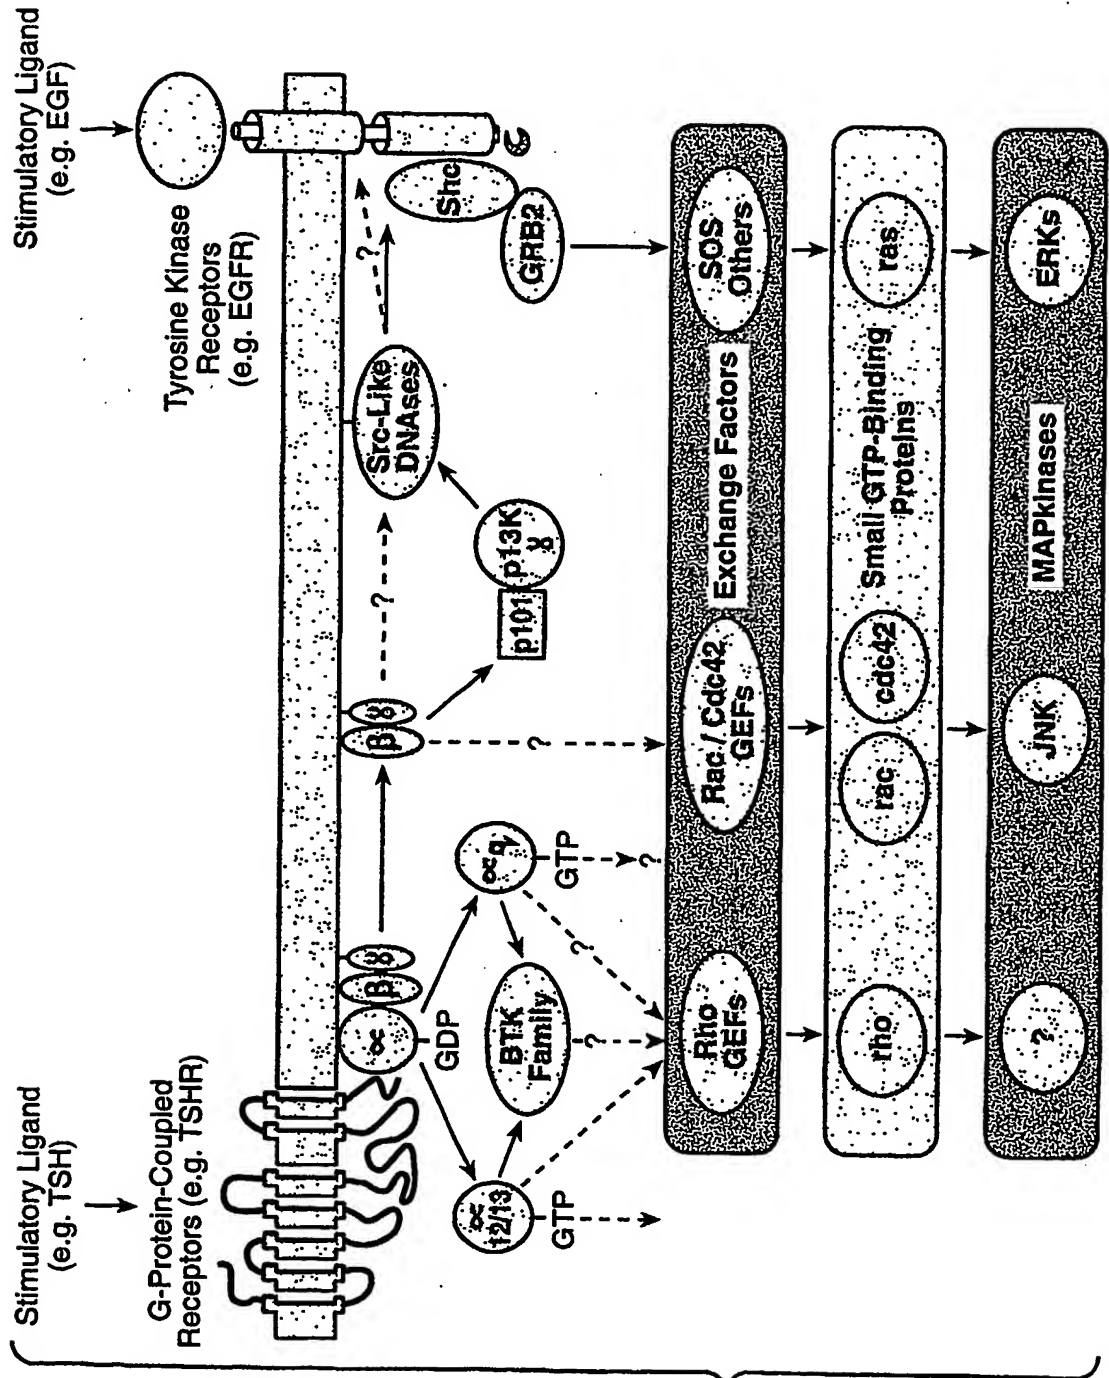 Stimulatory Ligand
(e.g. TSH)
G-Protein-Coupled
Receptors (e.g. TSHR)
Stimulatory Ligand
(e.g. EGF)
Tyrosine Kinase
Receptors
(e.g. EGFR)
∝
β
γ
GDP
β
γ
?
Src-Like
DNAses
?
Shc
GRB2
C
∝
12/13
GTP
BTK
Family
∝q
GTP
?
?
?
?
p101
p13K
γ
Rho
GEFs
Rac / Cdc42
GEFs
Exchange Factors
SOS
Others
rho
rac
cdc42
Small GTP-Binding
Proteins
ras
?
JNK
MAPkinases
ERKs